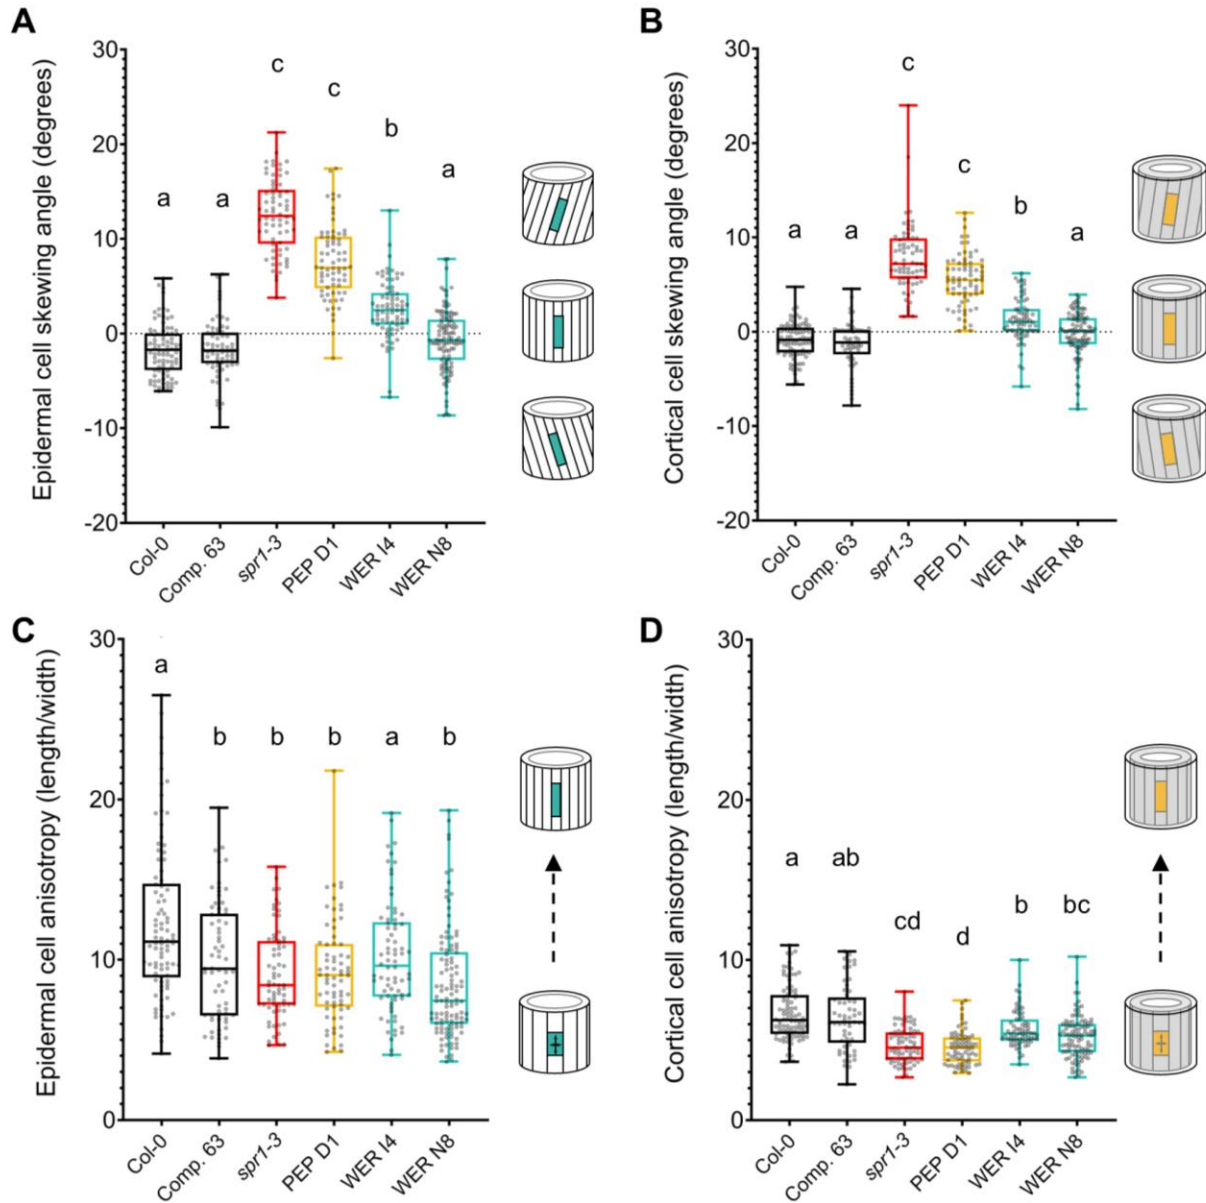 A
Epidermal cell skewing angle (degrees)
30
20
10
0
-10
-20
a
a
c
c
b
a
Col-0
Comp. 63
spr1-3
PEP D1
WER I4
WER N8
B
Cortical cell skewing angle (degrees)
30
20
10
0
-10
-20
a
a
c
c
b
a
Col-0
Comp. 63
spr1-3
PEP D1
WER I4
WER N8
C
Epidermal cell anisotropy (length/width)
30
20
10
0
a
b
b
b
a
b
Col-0
Comp. 63
spr1-3
PEP D1
WER I4
WER N8
D
Cortical cell anisotropy (length/width)
30
20
10
0
a
ab
cd
d
b
bc
Col-0
Comp. 63
spr1-3
PEP D1
WER I4
WER N8